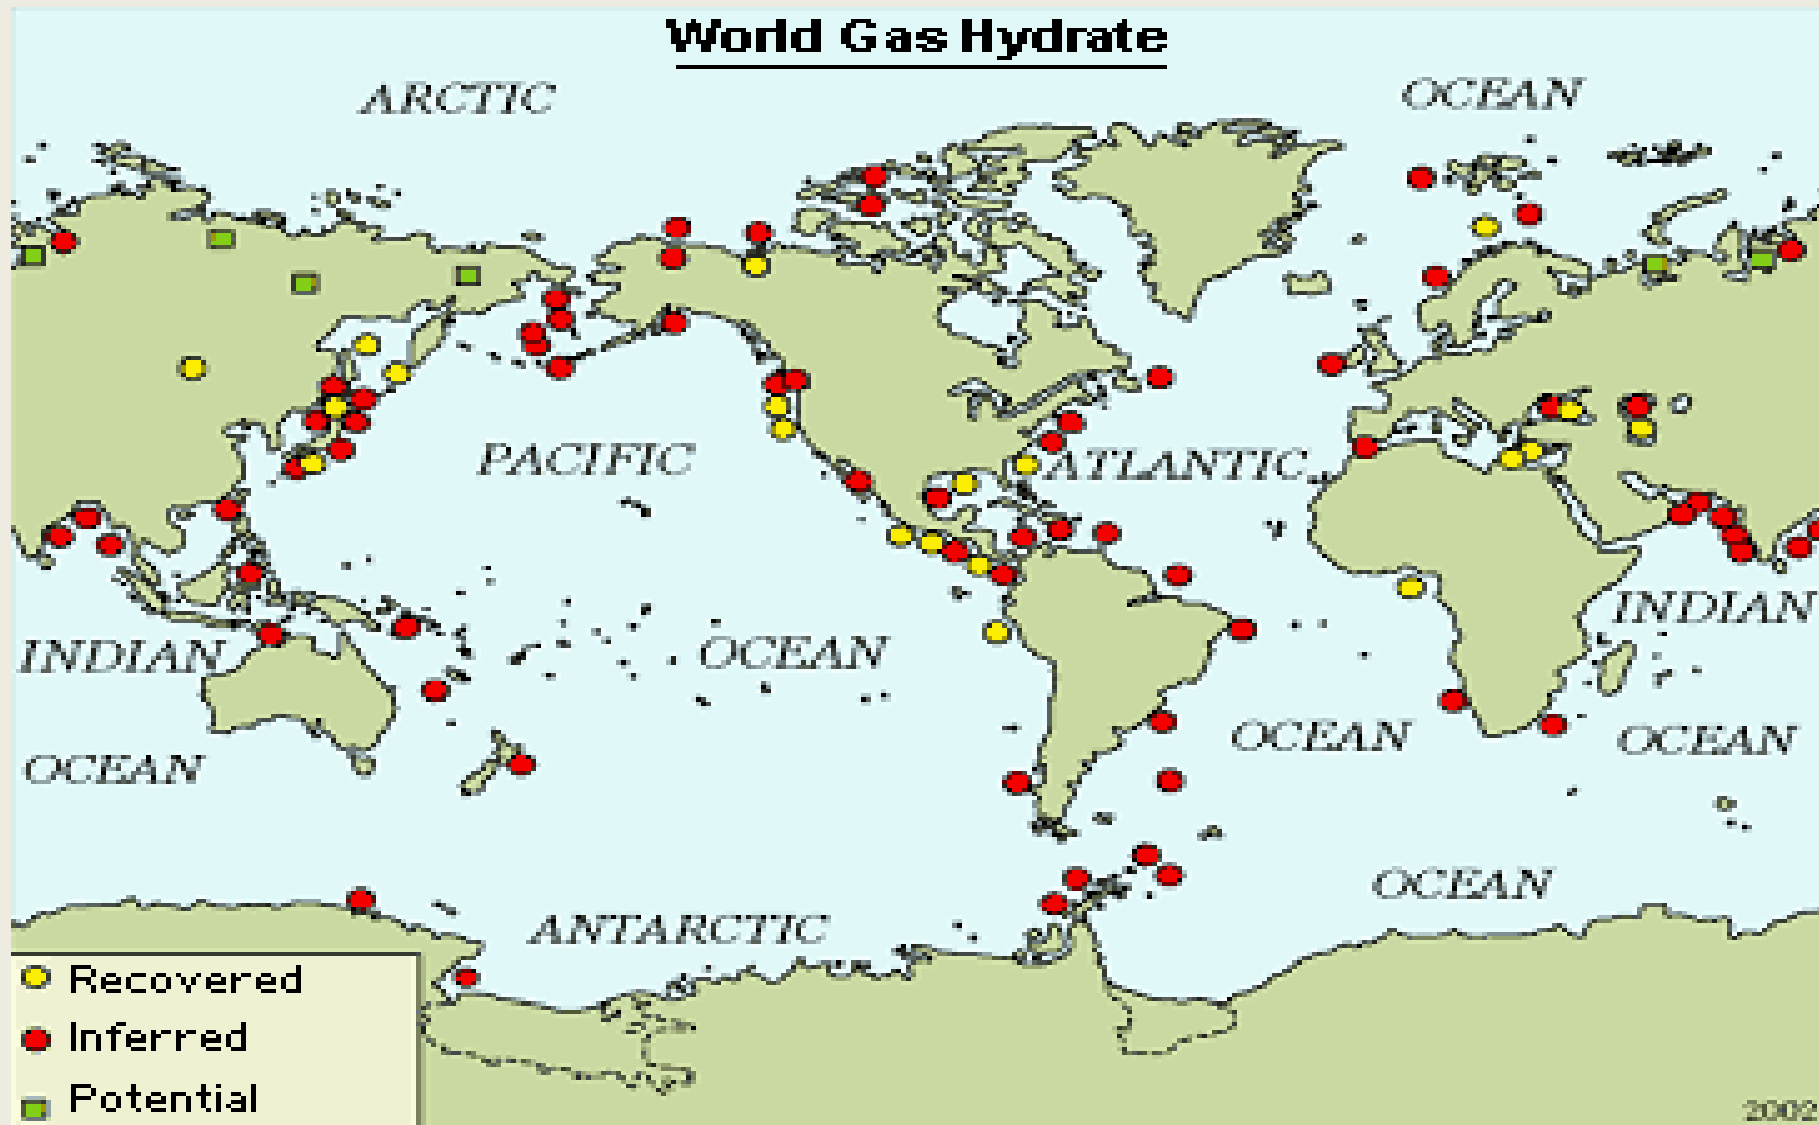 World Gas Hydrate
ARCTIC
OCEAN
PACIFIC
ATLANTIC
INDIAN
INDIAN
OCEAN
OCEAN
OCEAN
OCEAN
OCEAN
ANTARCTIC
Recovered
Inferred
Potential
2002